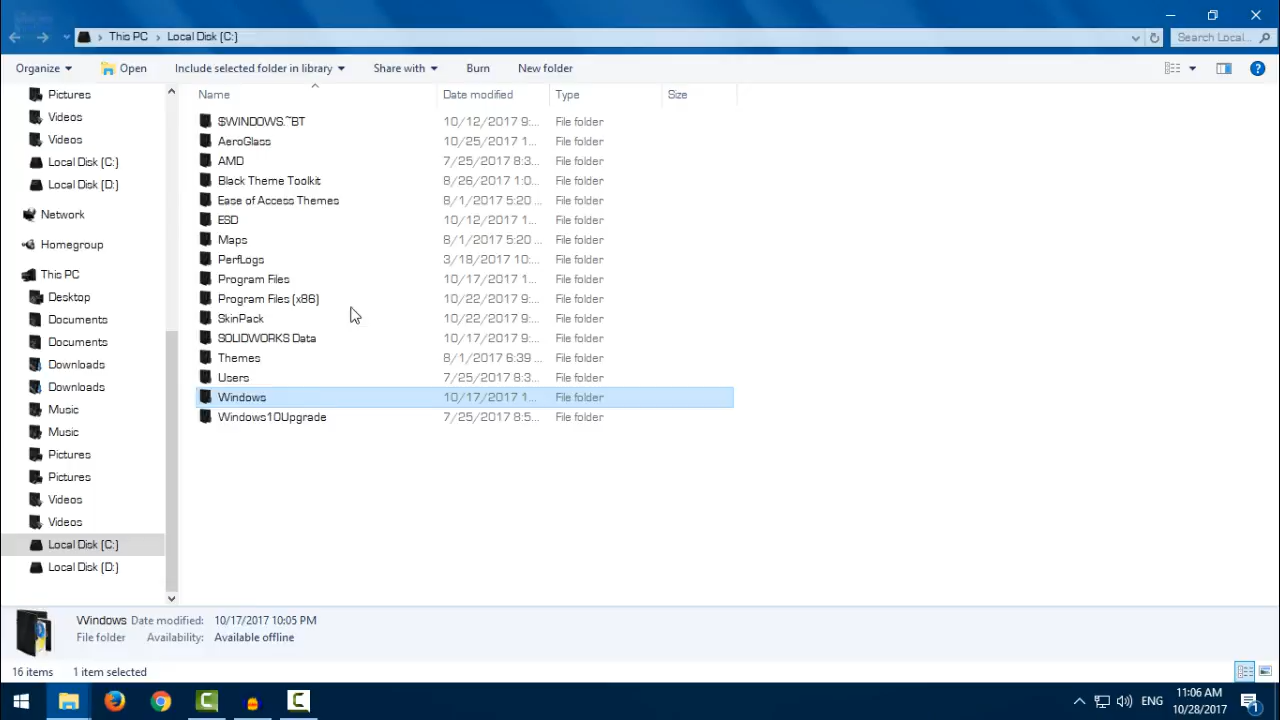 This PC > Local Disk (C:)
Search Local...
Organize Open Include selected folder in library Share with Burn New folder
Name Date modified Type Size
Pictures
Videos
Videos
Local Disk (C:)
Local Disk (D:)
Network
Homegroup
This PC
Desktop
Documents
Documents
Downloads
Downloads
Music
Music
Pictures
Pictures
Videos
Videos
Local Disk (C:)
Local Disk (D:)
$WINDOWS.~BT 10/12/2017 9:... File folder
AeroGlass 10/25/2017 1... File folder
AMD 7/25/2017 8:3... File folder
Black Theme Toolkit 8/26/2017 1:0... File folder
Ease of Access Themes 8/1/2017 5:20 ... File folder
ESD 10/12/2017 1... File folder
Maps 8/1/2017 5:20 ... File folder
PerfLogs 3/18/2017 10:... File folder
Program Files 10/17/2017 1... File folder
Program Files (x86) 10/22/2017 9:... File folder
SkinPack 10/22/2017 9:... File folder
SOLIDWORKS Data 10/17/2017 9:... File folder
Themes 8/1/2017 6:39 ... File folder
Users 7/25/2017 8:3... File folder
Windows 10/17/2017 1... File folder
Windows10Upgrade 7/25/2017 8:5... File folder
Windows Date modified: 10/17/2017 10:05 PM
File folder Availability: Available offline
16 items 1 item selected
ENG
11:06 AM
10/28/2017
1